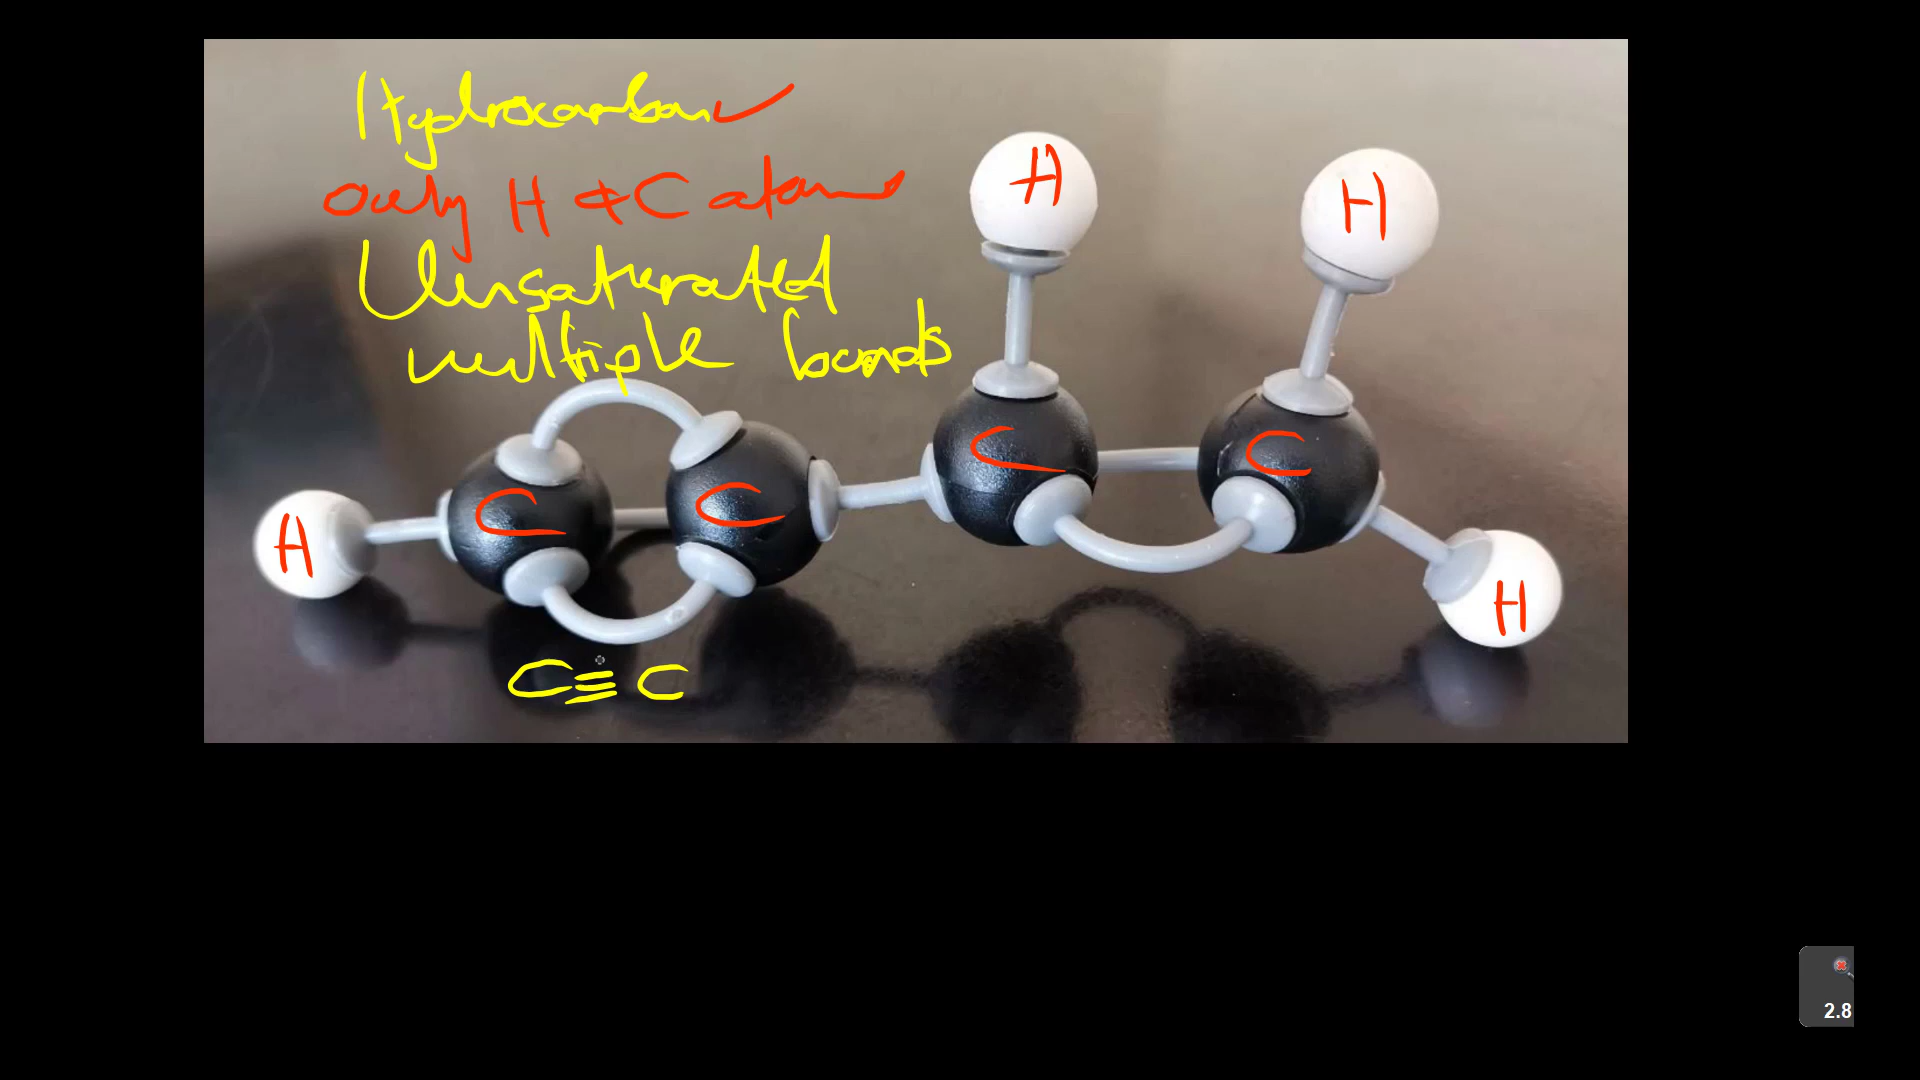 Hydrocarbon
only H & C atoms
Unsaturated
multiple bonds
H H
C C
H C C
H
C≡C
2.8